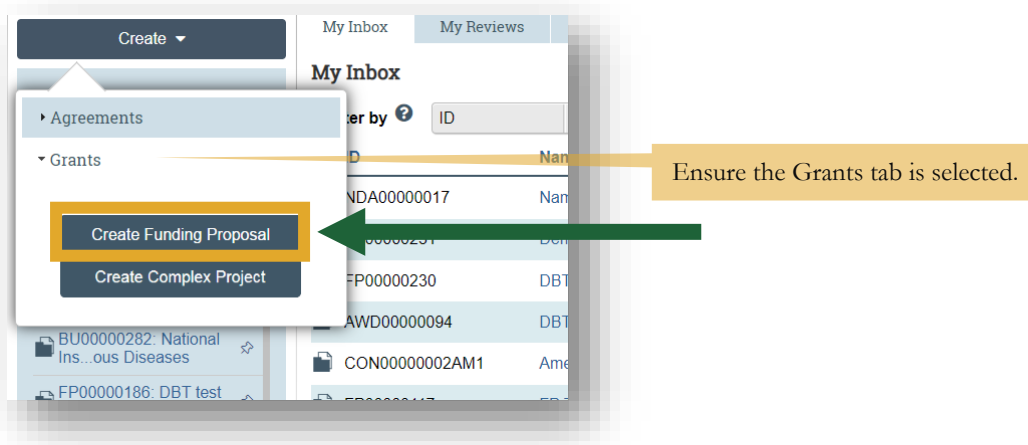 Create
My Inbox
My Reviews
My Inbox
Agreements
ter by
ID
Grants
Ensure the Grants tab is selected.
NDA00000017
Create Funding Proposal
Create Complex Project
FP00000230
DBT
AWD00000094
DBT
BU00000282: National
Ins...ous Diseases
CON00000002AM1
Ame
FP00000186: DBT test